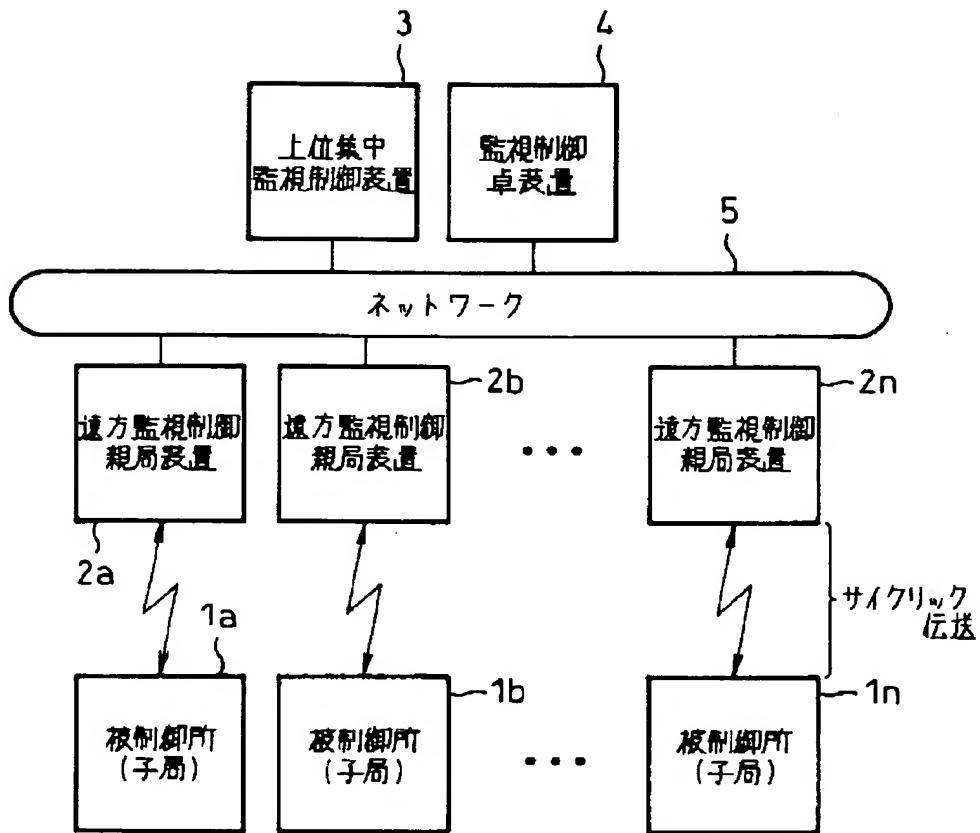 3
4
上位集中
監視制御装置
監視制御
卓装置
5
ネットワーク
2b
2n
遠方監視制御
親局装置
遠方監視制御
親局装置
・・・
遠方監視制御
親局装置
2a
サイクリック
伝送
1a
1b
1n
被制御所
(子局)
被制御所
(子局)
・・・
被制御所
(子局)